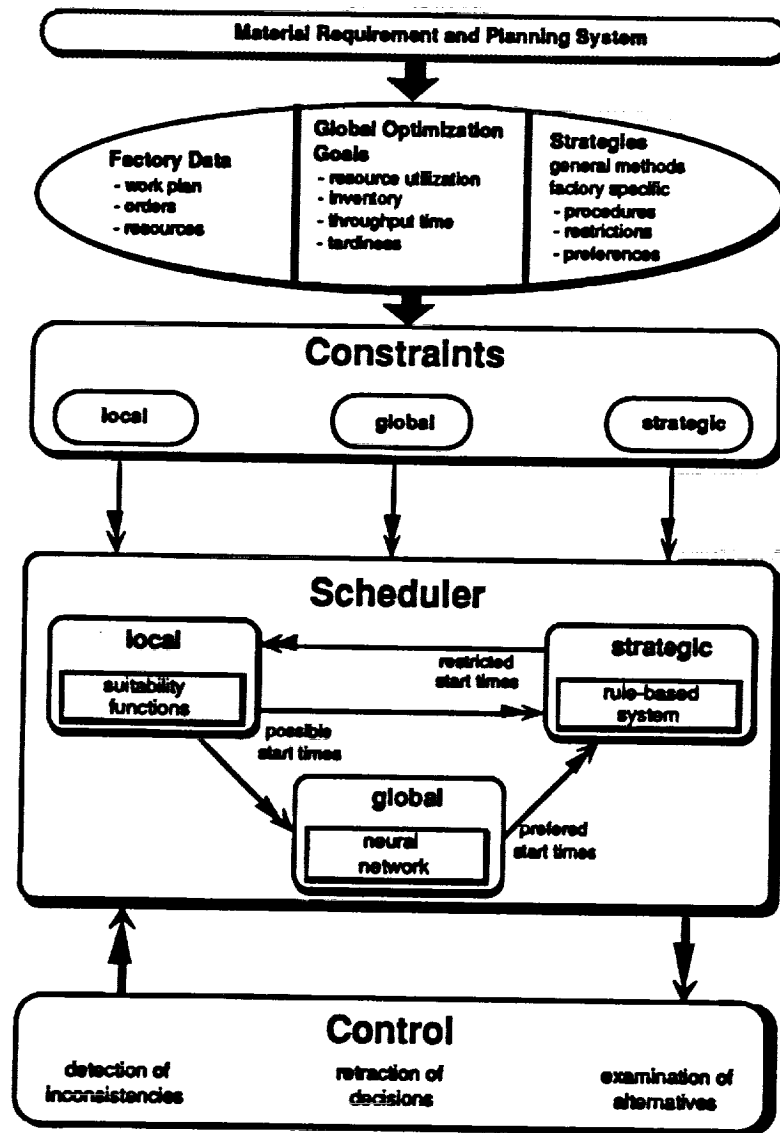 Material Requirement and Planning System
Factory Data
- work plan
- orders
- resources
Global Optimization
Goals
- resource utilization
- inventory
- throughput time
- tardiness
Strategies
general methods
factory specific
- procedures
- restrictions
- preferences
Constraints
local
global
strategic
Scheduler
local
suitability
functions
restricted
start times
strategic
rule-based
system
possible
start times
global
neural
network
prefered
start times
Control
detection of
inconsistencies
retraction of
decisions
examination of
alternatives